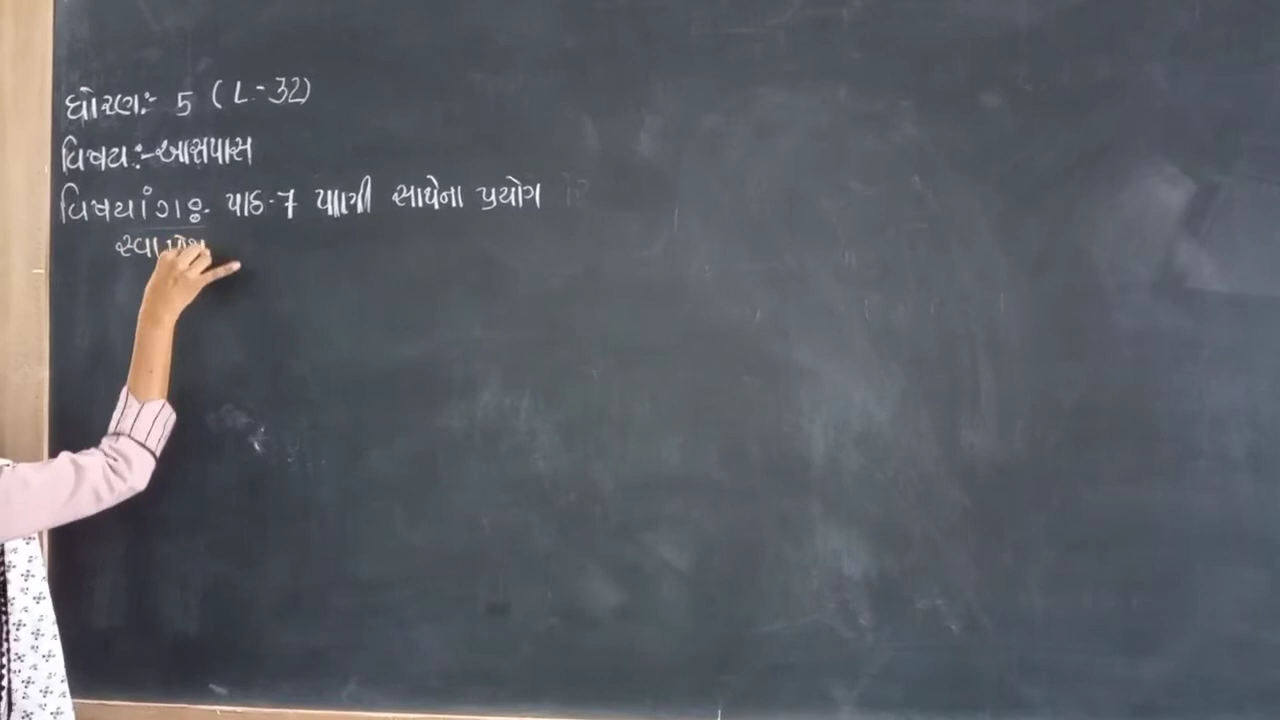 ધોરણ:- 5 (L-32)
વિષય:-આસપાસ
વિષયાંગઃ- પાઠ-7 પાણી સાથેના પ્રયોગ